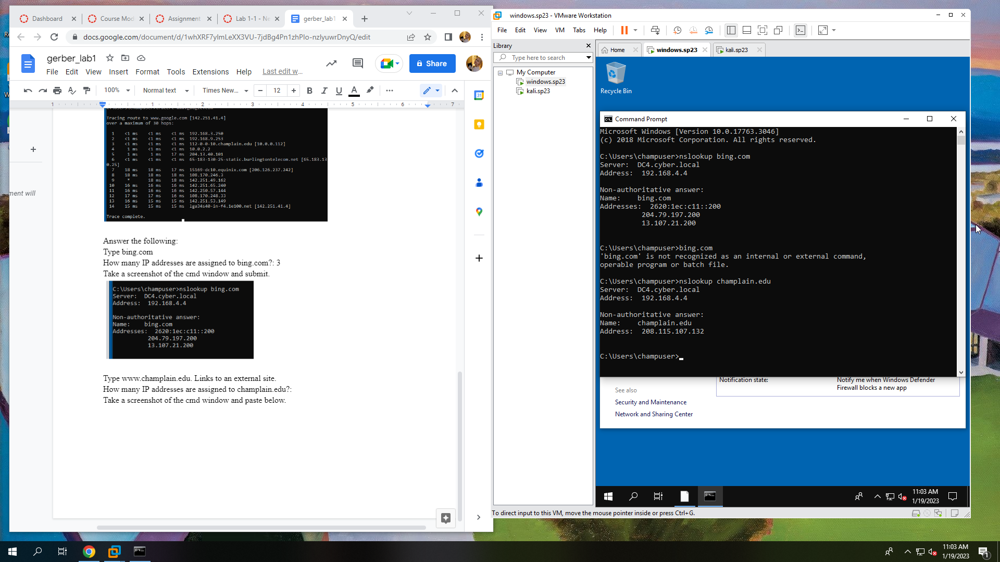 Dashboard
Course Mod
Assignment
Lab 1-1 - Ne
gerber_lab1
docs.google.com/document/d/1whXRF7yImLeXX3VU-7jdBg4Pn1zhPIo-nzlyuwrDnyQ/edit
gerber_lab1
File Edit View Insert Format Tools Extensions Help Last edit w...
Share
100% Normal text Times New... 12 B I U A
1 1 2 3 4 5 6 7
ment will
Tracing route to www.google.com [142.251.41.4]
over a maximum of 30 hops:
1 <1 ms <1 ms <1 ms 192.168.3.250
2 <1 ms <1 ms <1 ms 192.168.9.253
3 <1 ms <1 ms <1 ms 112-0-0-10.champlain.edu [10.0.0.112]
4 1 ms <1 ms <1 ms 10.0.2.2
5 1 ms 1 ms 17 ms 204.13.40.101
6 <1 ms <1 ms <1 ms 65-183-130-25-static.burlingtontelecom.net [65.183.13
0.25]
7 18 ms 18 ms 17 ms 15169-dc10.equinix.com [206.126.237.242]
8 18 ms 18 ms 18 ms 108.170.246.3
9 * 18 ms 18 ms 142.251.49.162
10 16 ms 16 ms 16 ms 142.251.65.240
11 16 ms 16 ms 16 ms 142.250.57.144
12 17 ms 17 ms 16 ms 108.170.248.33
13 16 ms 15 ms 15 ms 142.251.53.149
14 15 ms 15 ms 15 ms lga34s40-in-f4.1e100.net [142.251.41.4]
Trace complete.
Answer the following:
Type bing.com
How many IP addresses are assigned to bing.com?: 3
Take a screenshot of the cmd window and submit.
C:\Users\champuser>nslookup bing.com
Server: DC4.cyber.local
Address: 192.168.4.4
Non-authoritative answer:
Name: bing.com
Addresses: 2620:1ec:c11::200
204.79.197.200
13.107.21.200
Type www.champlain.edu. Links to an external site.
How many IP addresses are assigned to champlain.edu?:
Take a screenshot of the cmd window and paste below.
31
windows.sp23 - VMware Workstation
File Edit View VM Tabs Help
Library
Type here to search
My Computer
windows.sp23
kali.sp23
Home
windows.sp23
kali.sp23
Recycle Bin
Command Prompt
Microsoft Windows [Version 10.0.17763.3046]
(c) 2018 Microsoft Corporation. All rights reserved.
C:\Users\champuser>nslookup bing.com
Server: DC4.cyber.local
Address: 192.168.4.4
Non-authoritative answer:
Name: bing.com
Addresses: 2620:1ec:c11::200
204.79.197.200
13.107.21.200
C:\Users\champuser>bing.com
'bing.com' is not recognized as an internal or external command,
operable program or batch file.
C:\Users\champuser>nslookup champlain.edu
Server: DC4.cyber.local
Address: 192.168.4.4
Non-authoritative answer:
Name: champlain.edu
Address: 208.115.107.132
C:\Users\champuser>
Notification state: Notify me when Windows Defender
Firewall blocks a new app
See also
Security and Maintenance
Network and Sharing Center
11:03 AM
1/19/2023
To direct input to this VM, move the mouse pointer inside or press Ctrl+G.
11:03 AM
1/19/2023
1